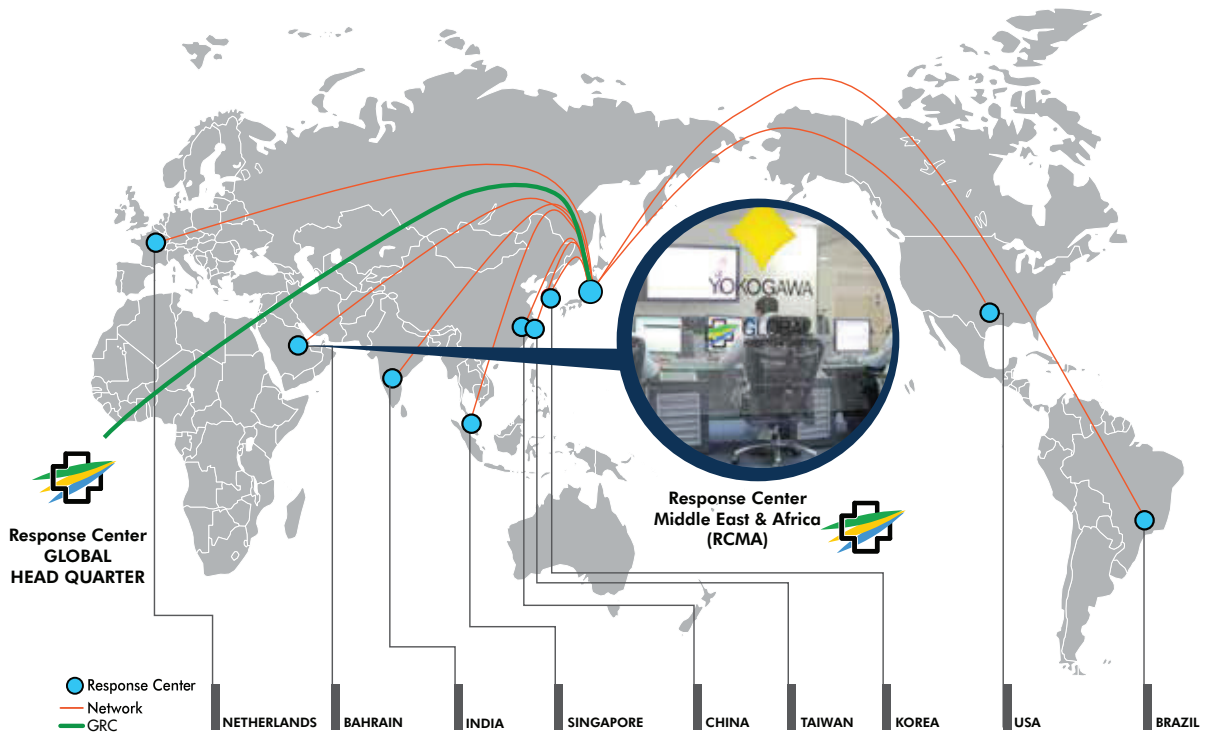 YOKOGAWA
GLOBAL
Response Center
Middle East & Africa
(RCMA)
Response Center
GLOBAL
HEAD QUARTER
Response Center
Network
GRC
NETHERLANDS
BAHRAIN
INDIA
SINGAPORE
CHINA
TAIWAN
KOREA
USA
BRAZIL